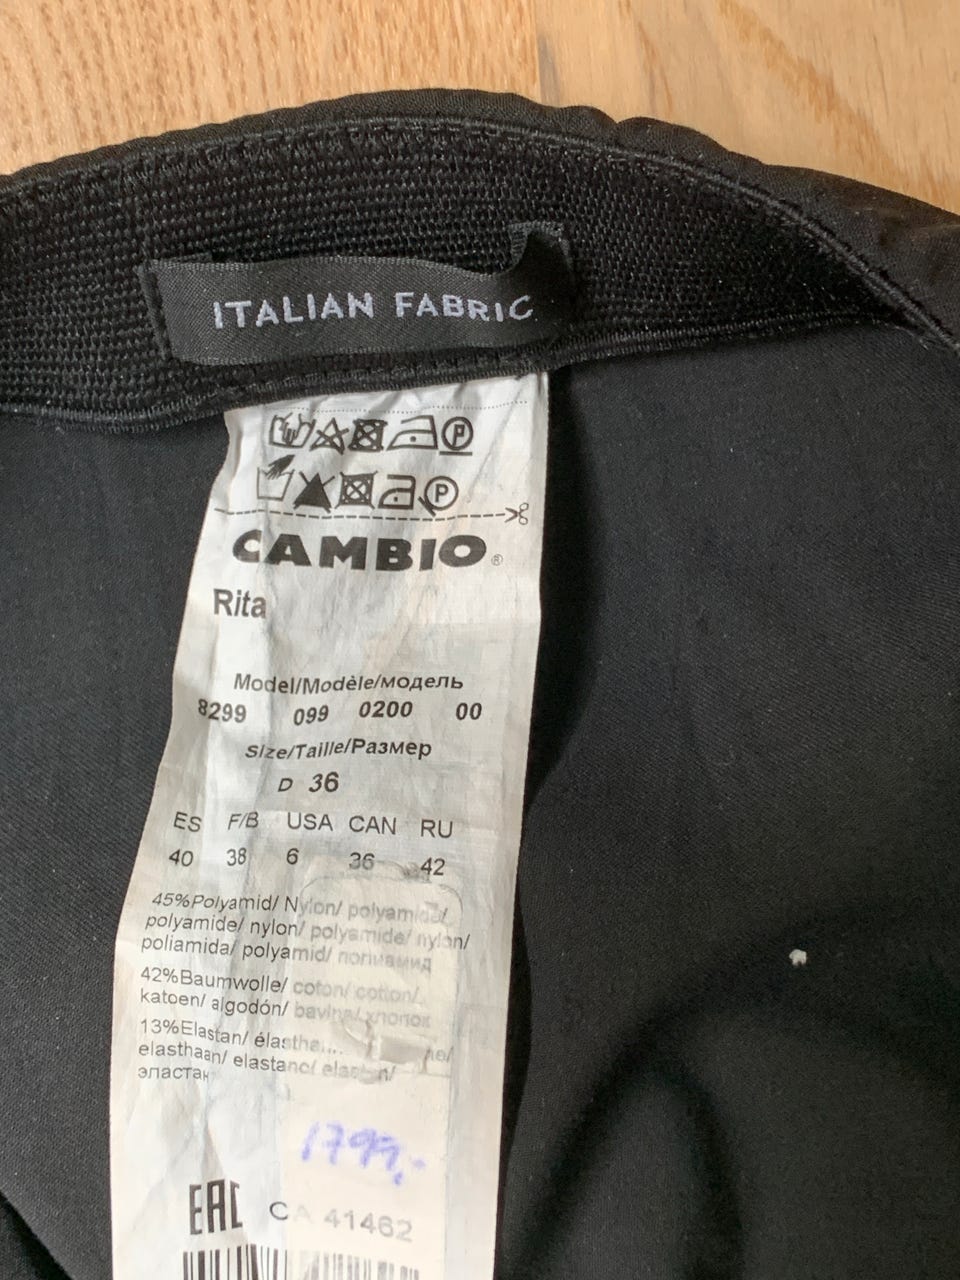 ITALIAN FABRIC
CAMBIO®
Rita
Model/Modèle/модель
8299 099 0200 00
Size/Taille/Размер
D 36
ES F/B USA CAN RU
40 38 6 36 42
45%Polyamid/ Nylon/ polyamide/
polyamide/ nylon/ polyamide/ nylon/
poliamida/ polyamid/ полиамид
42%Baumwolle/ coton/ cotton/
katoen/ algodón/ хлопок
13%Elastan/
elasthaan/ elastano/
эластан
1799,-
EAC CA 41462